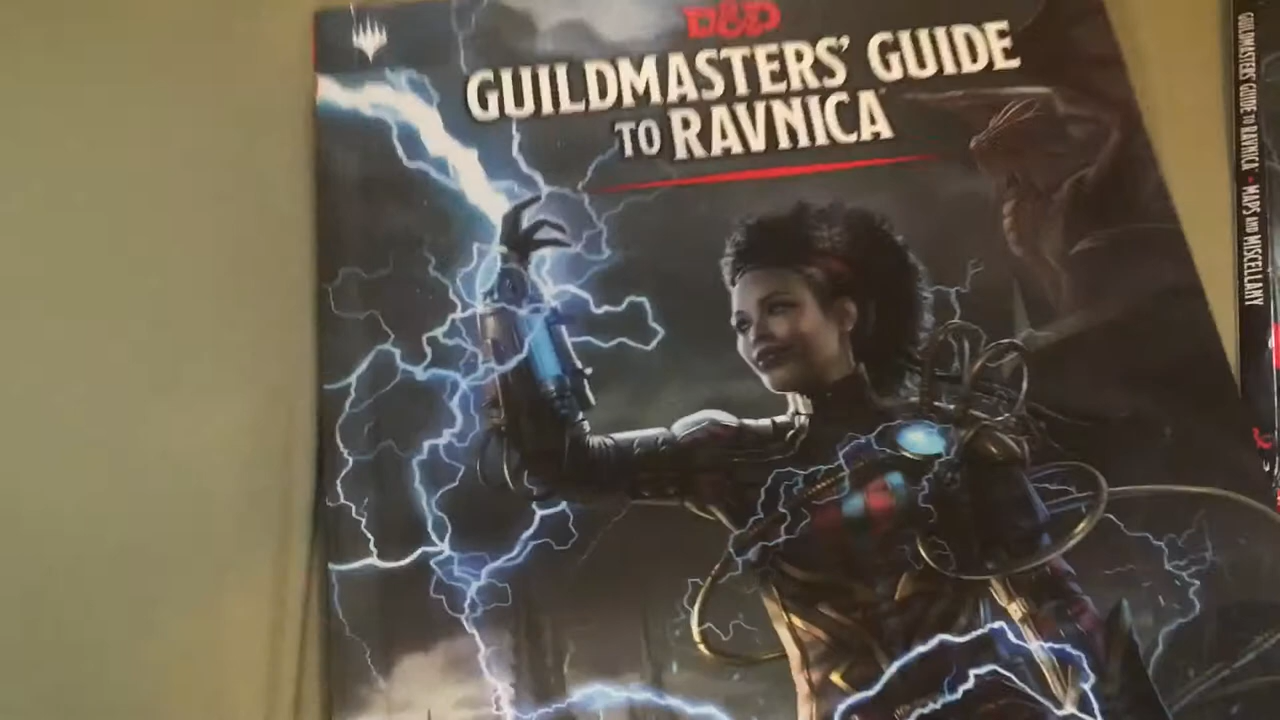 D&D
GUILDMASTERS' GUIDE
TO RAVNICA
GUILDMASTERS' GUIDE TO RAVNICA • MAPS AND MISCELLANY